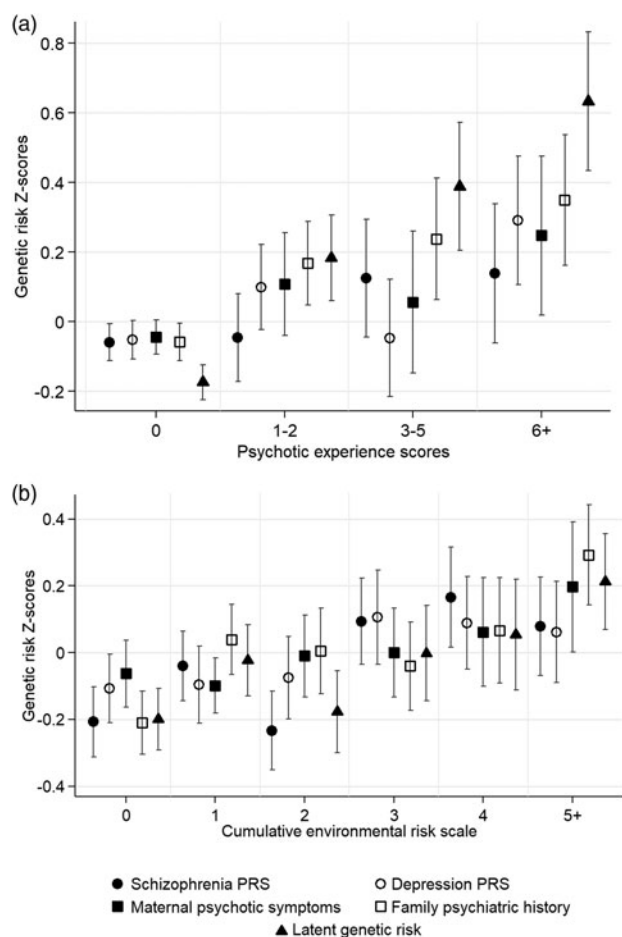 (a)
0.8
0.6
0.4
0.2
0
-0.2
Genetic risk Z-scores
0 1-2 3-5 6+
Psychotic experience scores
(b)
0.4
0.2
0
-0.2
-0.4
Genetic risk Z-scores
0 1 2 3 4 5+
Cumulative environmental risk scale
Schizophrenia PRS Depression PRS
Maternal psychotic symptoms Family psychiatric history
Latent genetic risk